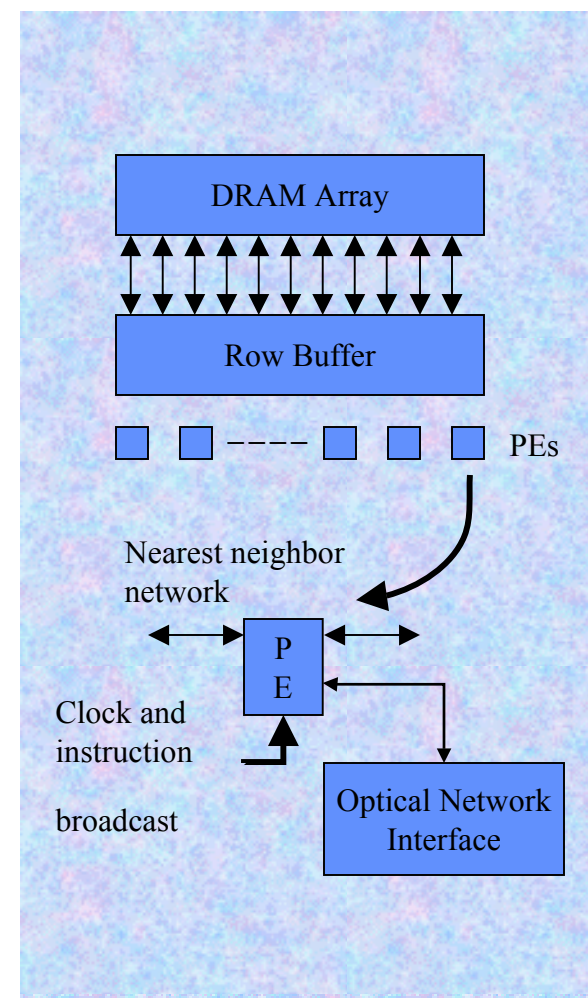 DRAM Array
Row Buffer
PEs
Nearest neighbor
network
P
E
Clock and
instruction
broadcast
Optical Network
Interface